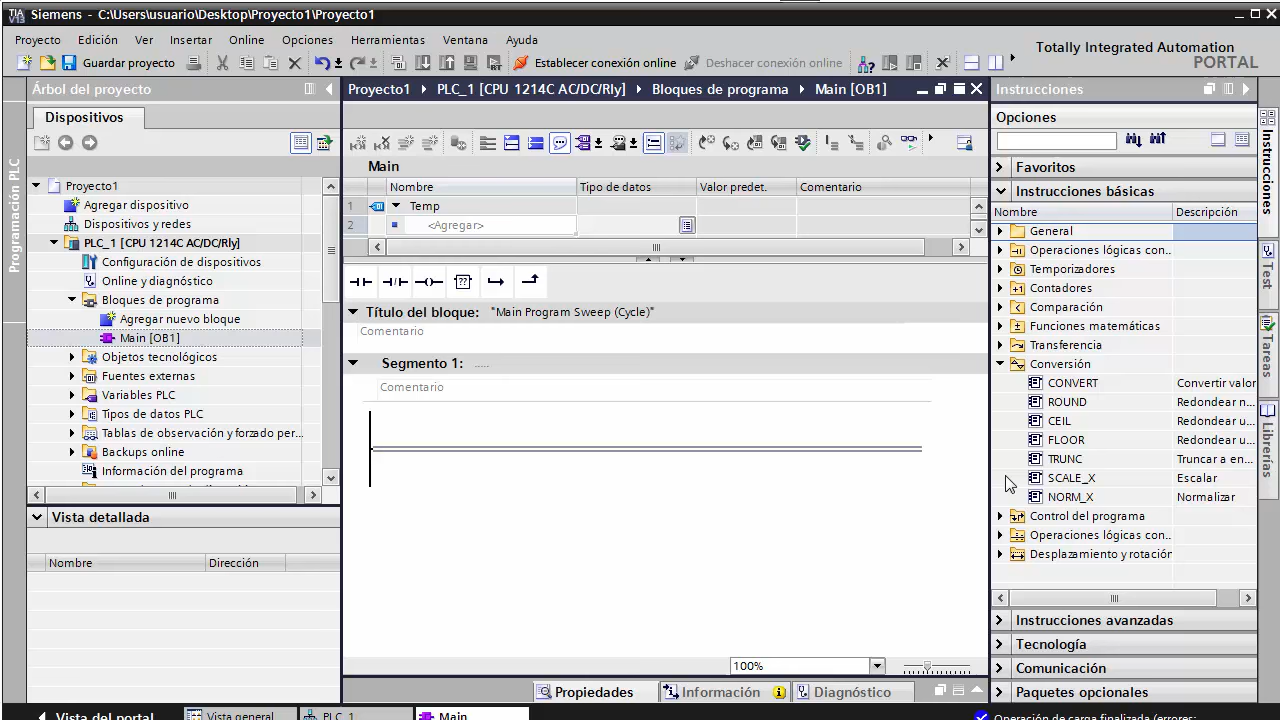 TIA
V13
Siemens - C:\Users\usuario\Desktop\Proyecto1\Proyecto1
Proyecto Edición Ver Insertar Online Opciones Herramientas Ventana Ayuda
Totally Integrated Automation
PORTAL
Guardar proyecto
Establecer conexión online
Deshacer conexión online
Árbol del proyecto
Dispositivos
Programación PLC
Proyecto1
Agregar dispositivo
Dispositivos y redes
PLC_1 [CPU 1214C AC/DC/Rly]
Configuración de dispositivos
Online y diagnóstico
Bloques de programa
Agregar nuevo bloque
Main [OB1]
Objetos tecnológicos
Fuentes externas
Variables PLC
Tipos de datos PLC
Tablas de observación y forzado per...
Backups online
Información del programa
Vista detallada
Nombre Dirección
Proyecto1 PLC_1 [CPU 1214C AC/DC/Rly] Bloques de programa Main [OB1]
Main
Nombre Tipo de datos Valor predet. Comentario
1 Temp
2 <Agregar>
??
Título del bloque: "Main Program Sweep (Cycle)"
Comentario
Segmento 1: .....
Comentario
100%
Propiedades Información Diagnóstico
Instrucciones
Opciones
Favoritos
Instrucciones básicas
Nombre Descripción
General
Operaciones lógicas con...
Temporizadores
Contadores
Comparación
Funciones matemáticas
Transferencia
Conversión
CONVERT Convertir valor
ROUND Redondear n...
CEIL Redondear u...
FLOOR Redondear u...
TRUNC Truncar a en...
SCALE_X Escalar
NORM_X Normalizar
Control del programa
Operaciones lógicas con...
Desplazamiento y rotación
Instrucciones avanzadas
Tecnología
Comunicación
Paquetes opcionales
Instrucciones
Test
Tareas
Librerías
Vista del portal
Vista general
PLC_1
Main
Operación de carga finalizada (errores: